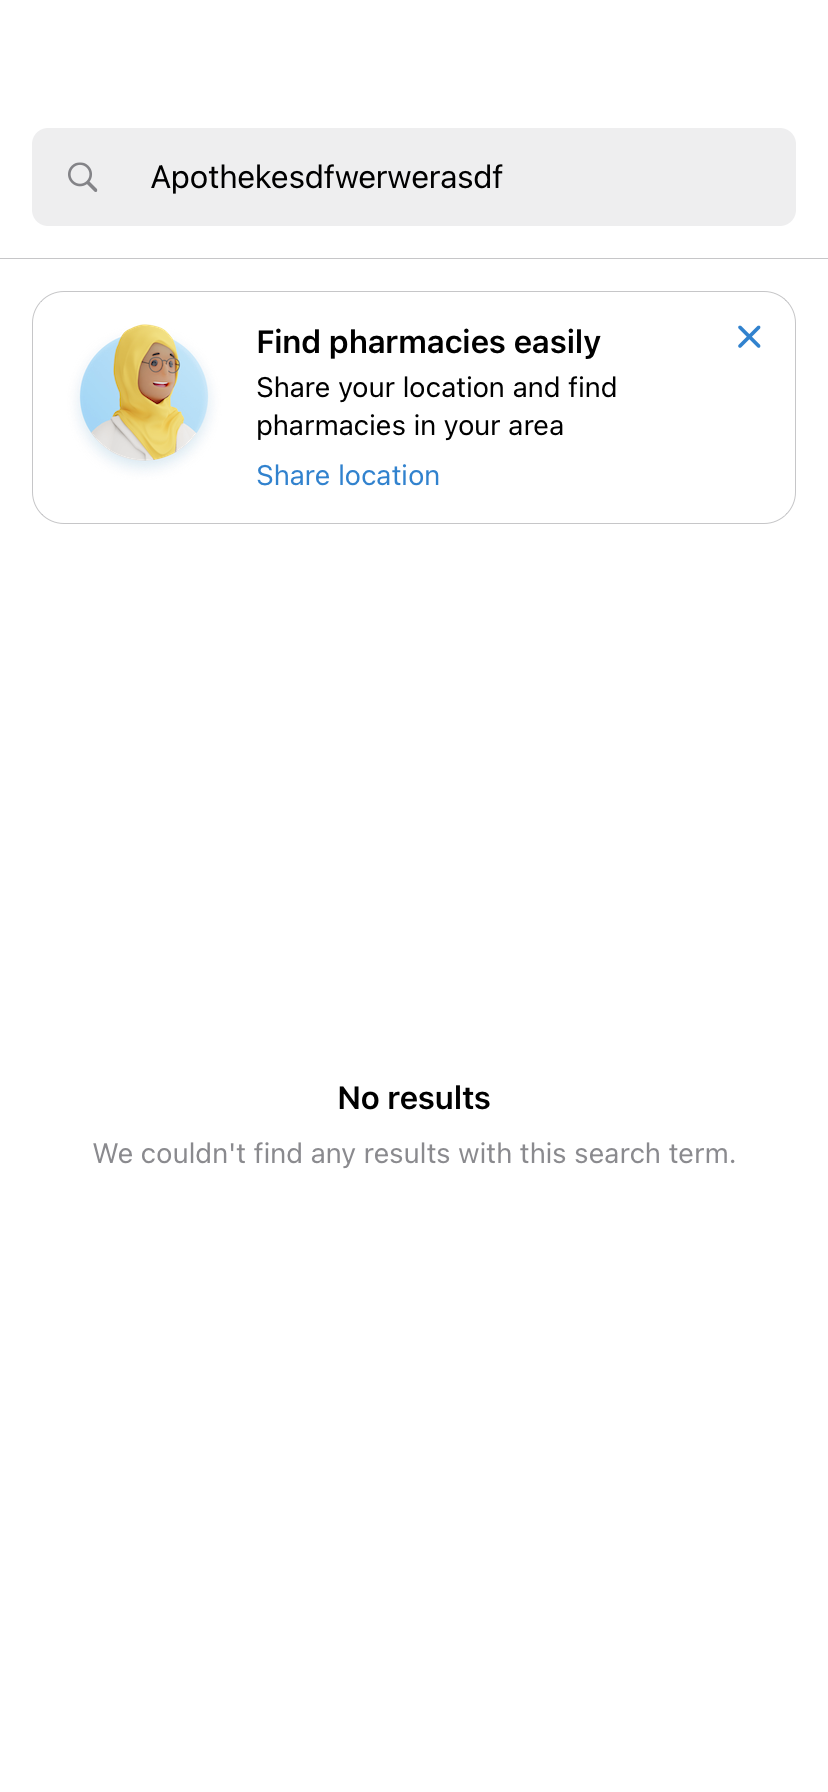 Apothekesdfwerwerasdf
Find pharmacies easily
Share your location and find
pharmacies in your area
Share location
No results
We couldn't find any results with this search term.